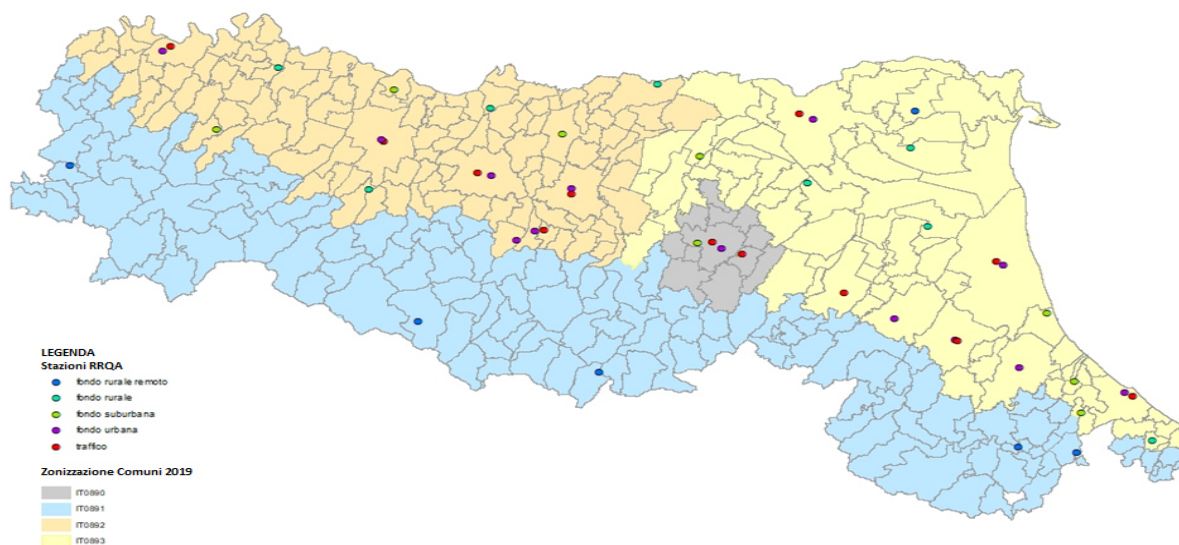 LEGENDA
Stazioni RRQA
fondo rurale remoto
fondo rurale
fondo suburbana
fondo urbana
traffico
Zonizzazione Comuni 2019
IT0890
IT0891
IT0892
IT0893